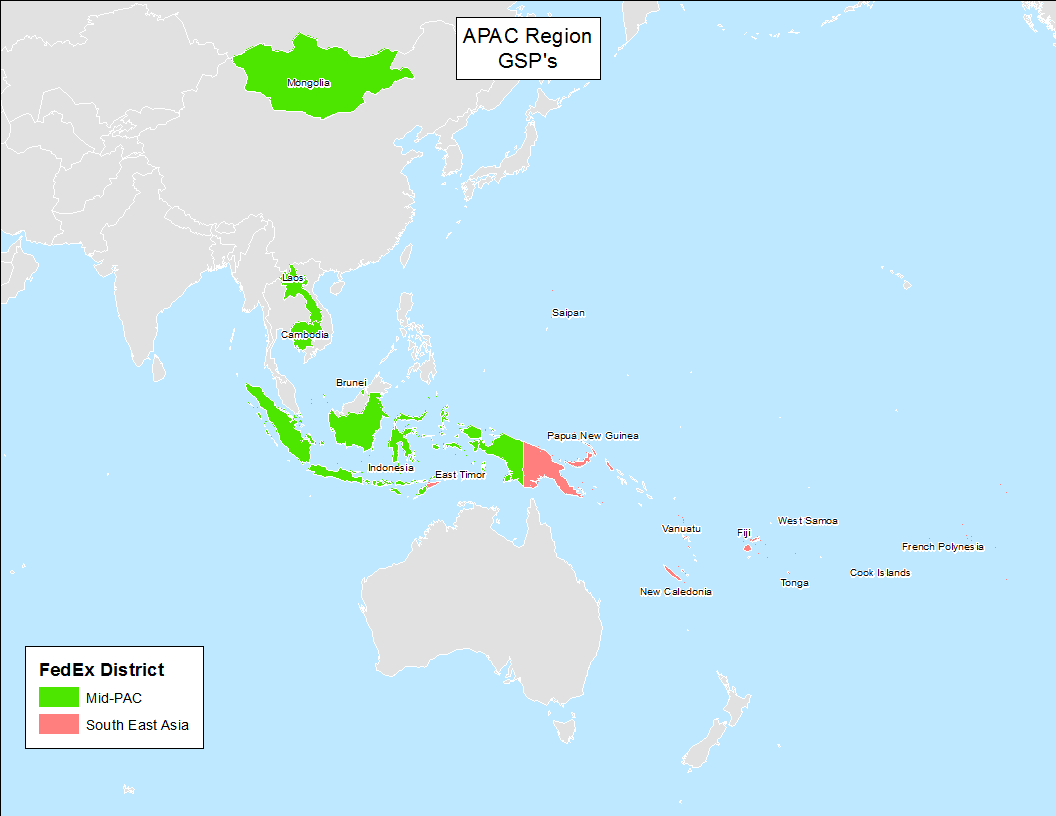 APAC Region
GSP's
Mongolia
Laos
Saipan
Cambodia
Brunei
Papua New Guinea
Indonesia
East Timor
West Samoa
Vanuatu
Fiji
French Polynesia
Cook Islands
Tonga
New Caledonia
FedEx District
Mid-PAC
South East Asia